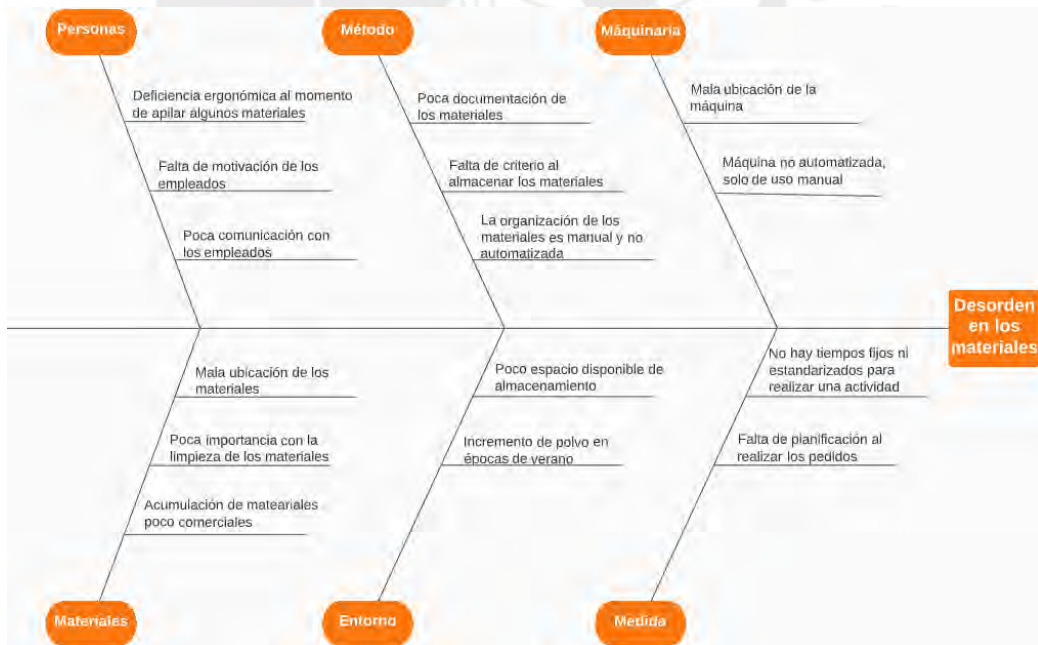 Personas
Método
Máquinaria
Deficiencia ergonómica al momento
de apilar algunos materiales
Falta de motivación de los
empleados
Poca comunicación con
los empleados
Poca documentación de
los materiales
Falta de criterio al
almacenar los materiales
La organización de los
materiales es manual y no
automatizada
Mala ubicación de la
máquina
Máquina no automatizada,
solo de uso manual
Desorden
en los
materiales
Mala ubicación de los
materiales
Poca importancia con la
limpieza de los materiales
Acumulación de mateariales
poco comerciales
Poco espacio disponible de
almacenamiento
Incremento de polvo en
épocas de verano
No hay tiempos fijos ni
estandarizados para
realizar una actividad
Falta de planificación al
realizar los pedidos
Materiales
Entorno
Medida